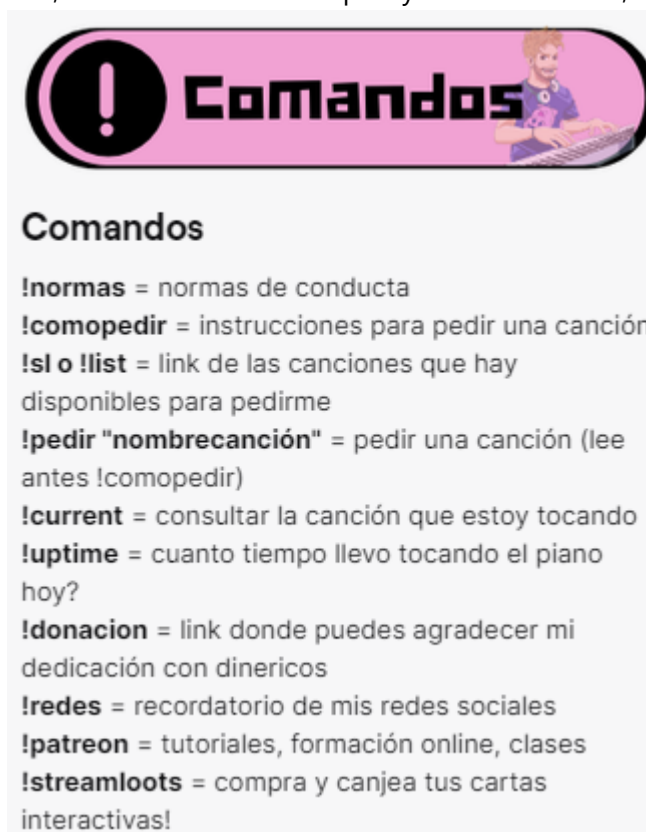 ! Comandos
Comandos
!normas = normas de conducta
!comopedir = instrucciones para pedir una canción
!sl o !list = link de las canciones que hay
disponibles para pedirme
!pedir "nombrecanción" = pedir una canción (lee
antes !comopedir)
!current = consultar la canción que estoy tocando
!uptime = cuanto tiempo llevo tocando el piano
hoy?
!donacion = link donde puedes agradecer mi
dedicación con dinericos
!redes = recordatorio de mis redes sociales
!patreon = tutoriales, formación online, clases
!streamloots = compra y canjea tus cartas
interactivas!